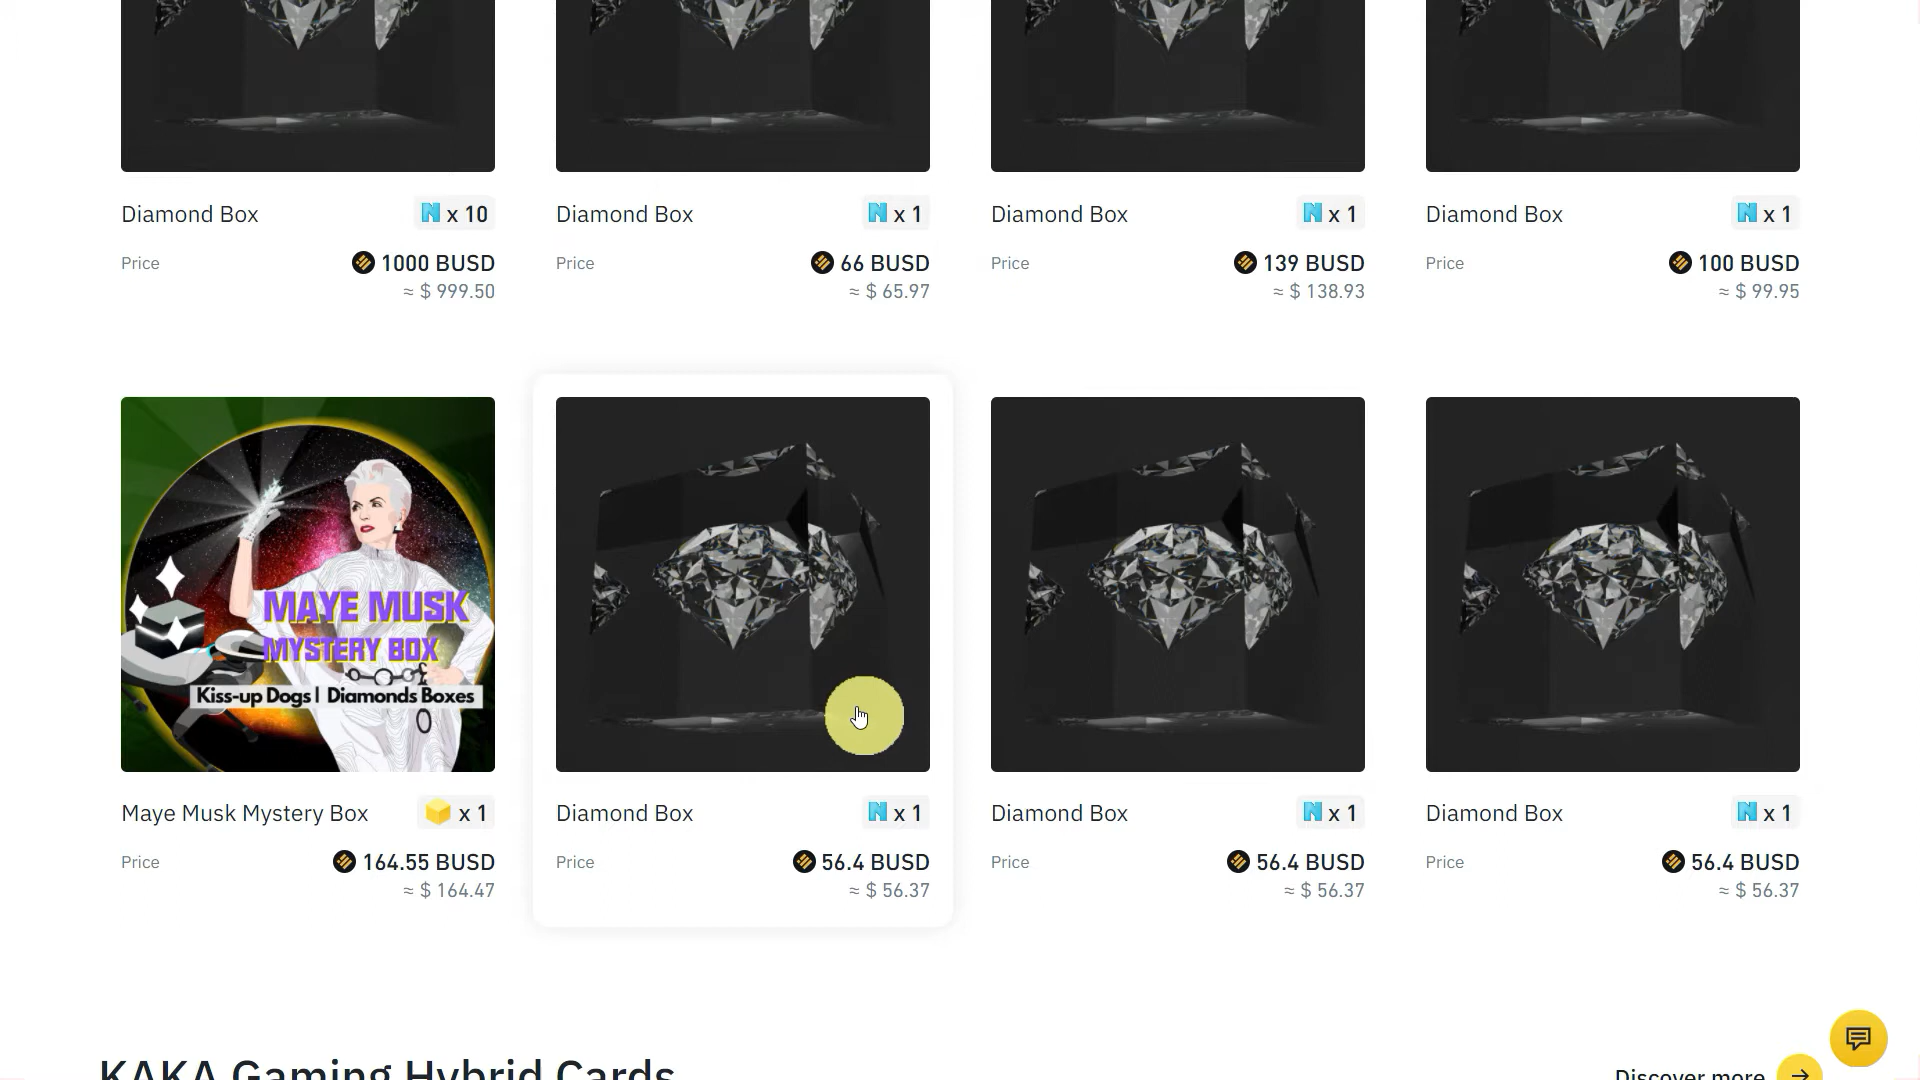 Diamond Box
N x 10
Price
1000 BUSD
≈ $ 999.50
Diamond Box
N x 1
Price
66 BUSD
≈ $ 65.97
Diamond Box
N x 1
Price
139 BUSD
≈ $ 138.93
Diamond Box
N x 1
Price
100 BUSD
≈ $ 99.95
MAYE MUSK
MYSTERY BOX
Kiss-up Dogs | Diamonds Boxes
Maye Musk Mystery Box
x 1
Price
164.55 BUSD
≈ $ 164.47
Diamond Box
N x 1
Price
56.4 BUSD
≈ $ 56.37
Diamond Box
N x 1
Price
56.4 BUSD
≈ $ 56.37
Diamond Box
N x 1
Price
56.4 BUSD
≈ $ 56.37
KAKA Gaming Hybrid Cards
Discover more